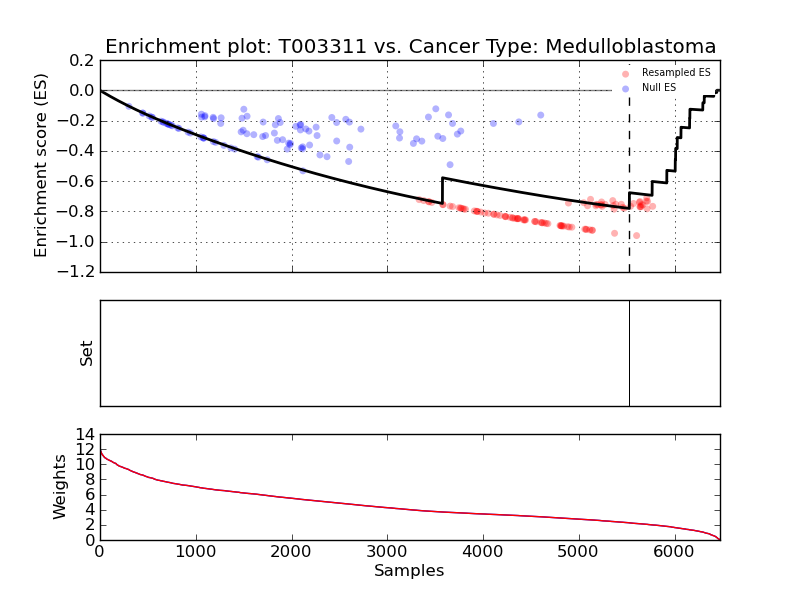 Enrichment plot: T003311 vs. Cancer Type: Medulloblastoma
Enrichment score (ES)
0.2
0.0
−0.2
−0.4
−0.6
−0.8
−1.0
−1.2
Resampled ES
Null ES
Set
Weights
14
12
10
8
6
4
2
0
0 1000 2000 3000 4000 5000 6000
Samples